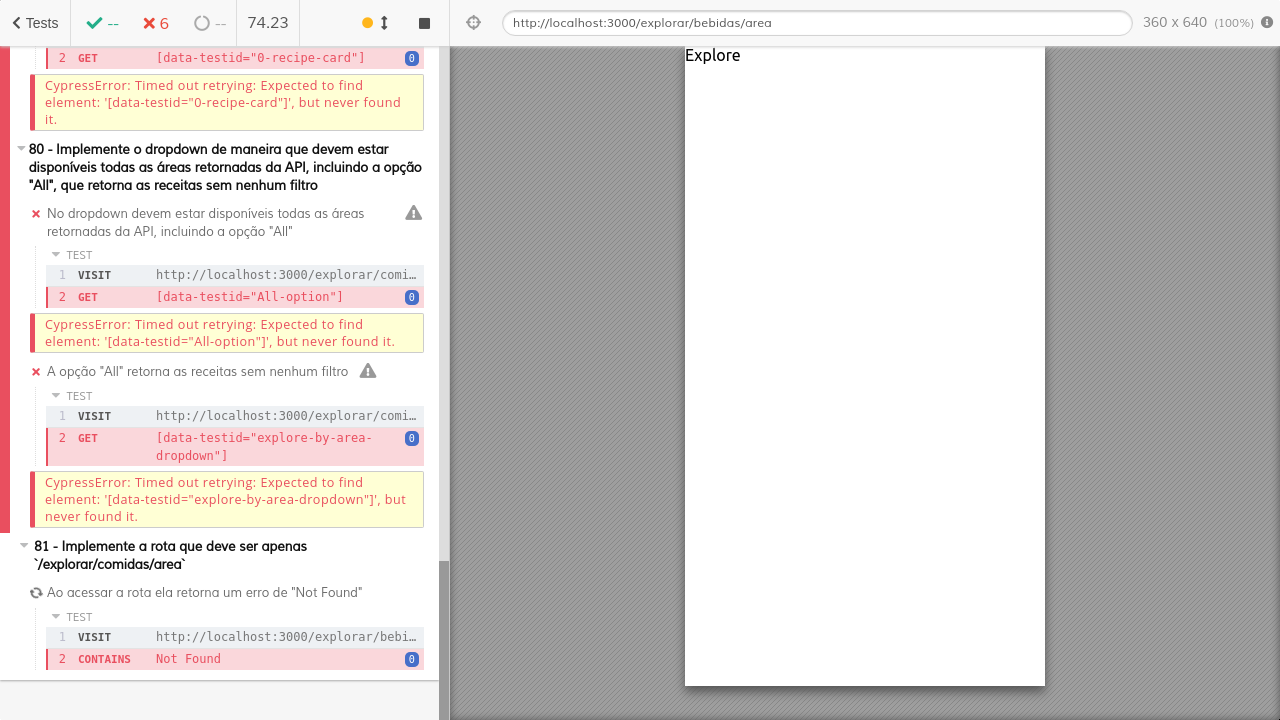 Tests
--
6
--
74.23
http://localhost:3000/explorar/bebidas/area
360 x 640 (100%)
2 GET [data-testid="0-recipe-card"] 0
CypressError: Timed out retrying: Expected to find
element: '[data-testid="0-recipe-card"]', but never found
it.
80 - Implemente o dropdown de maneira que devem estar
disponíveis todas as áreas retornadas da API, incluindo a opção
"All", que retorna as receitas sem nenhum filtro
No dropdown devem estar disponíveis todas as áreas
retornadas da API, incluindo a opção "All"
TEST
1 VISIT http://localhost:3000/explorar/comi…
2 GET [data-testid="All-option"] 0
CypressError: Timed out retrying: Expected to find
element: '[data-testid="All-option"]', but never found it.
A opção "All" retorna as receitas sem nenhum filtro
TEST
1 VISIT http://localhost:3000/explorar/comi…
2 GET [data-testid="explore-by-area- 0
dropdown"]
CypressError: Timed out retrying: Expected to find
element: '[data-testid="explore-by-area-dropdown"]', but
never found it.
81 - Implemente a rota que deve ser apenas
`/explorar/comidas/area`
Ao acessar a rota ela retorna um erro de "Not Found"
TEST
1 VISIT http://localhost:3000/explorar/bebi…
2 CONTAINS Not Found 0
Explore